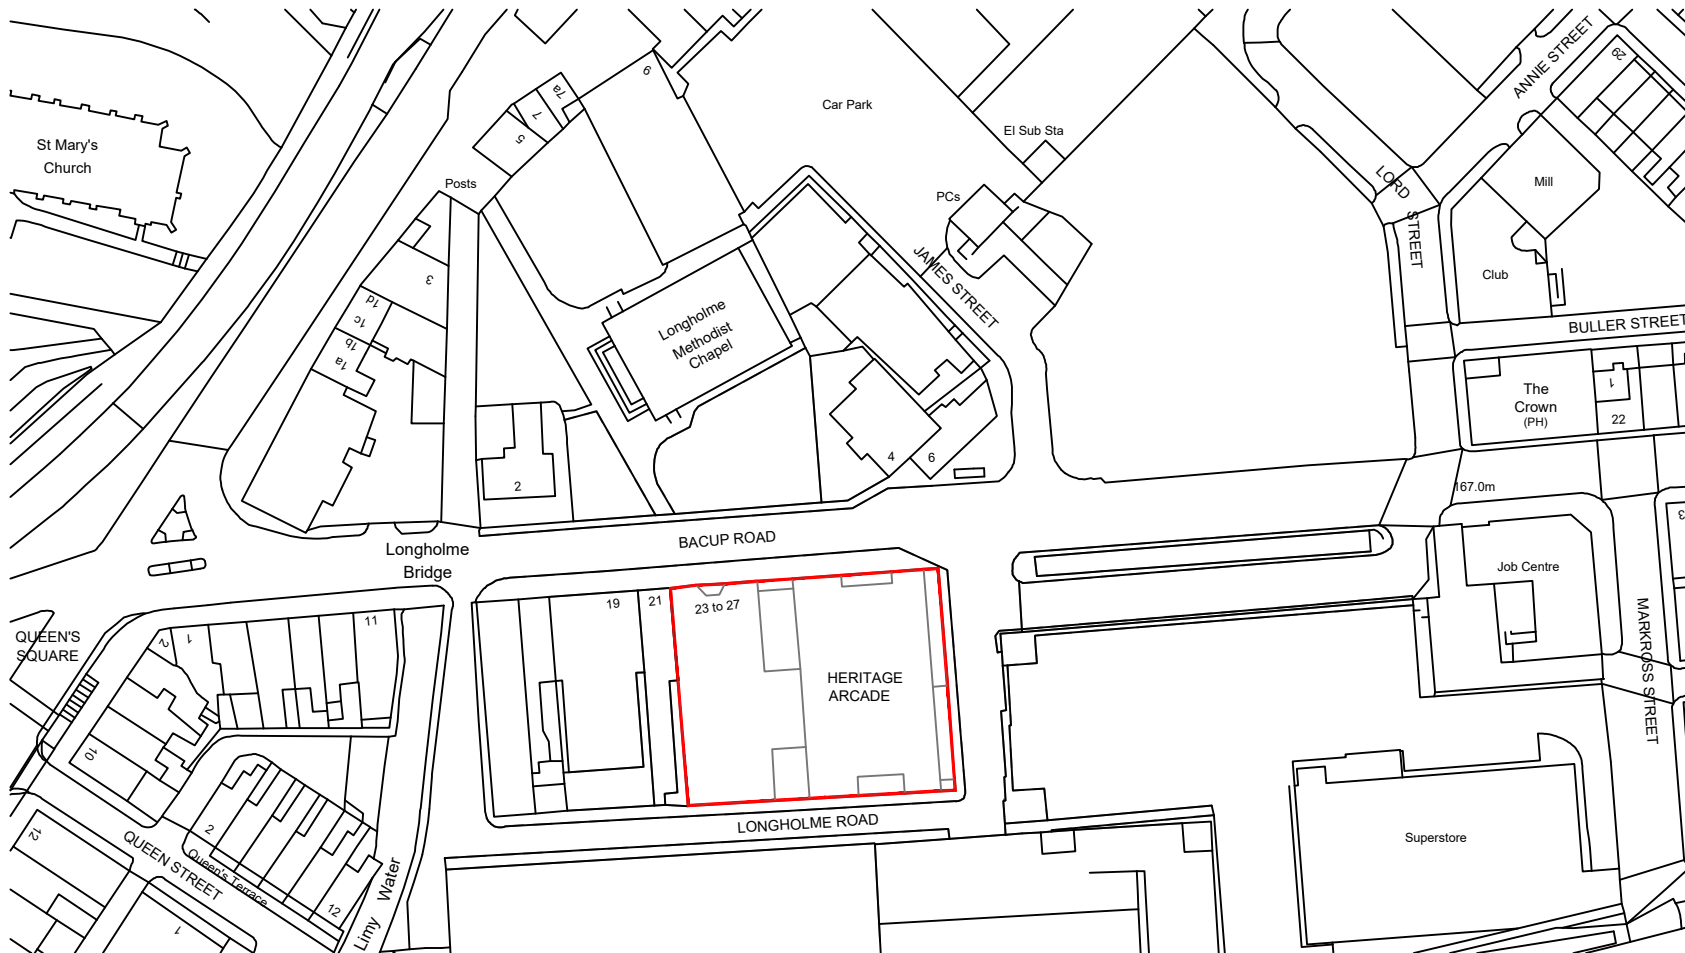 ANNIE STREET
29
9
7a
7
5
Car Park
El Sub Sta
St Mary's
Church
Posts
PCs
LORD
STREET
Mill
JAMES STREET
Club
3
1d
1c
1b
1a
Longholme
Methodist
Chapel
BULLER STREET
The
Crown
(PH)
1
22
4
6
2
167.0m
3
BACUP ROAD
Longholme
Bridge
Job Centre
QUEEN'S
SQUARE
2
1
11
19
21
23 to 27
HERITAGE
ARCADE
MARKROSS STREET
10
LONGHOLME ROAD
Superstore
12
QUEEN STREET
2
Queen's Terrace
12
1
Limy Water